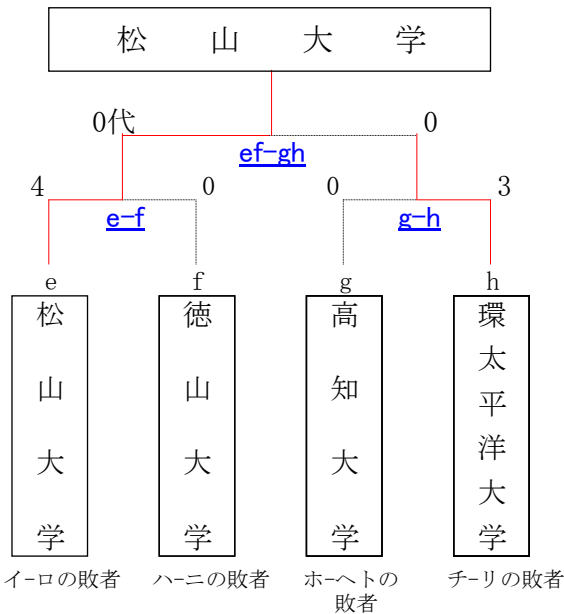 松山大学
0代 0
ef-gh
4 0 0 3
e-f g-h
e f g h
松山大学
徳山大学
高知大学
環太平洋大学
イ-ロの敗者
ハ-ニの敗者
ホ-ヘトの
敗者
チ-リの敗者